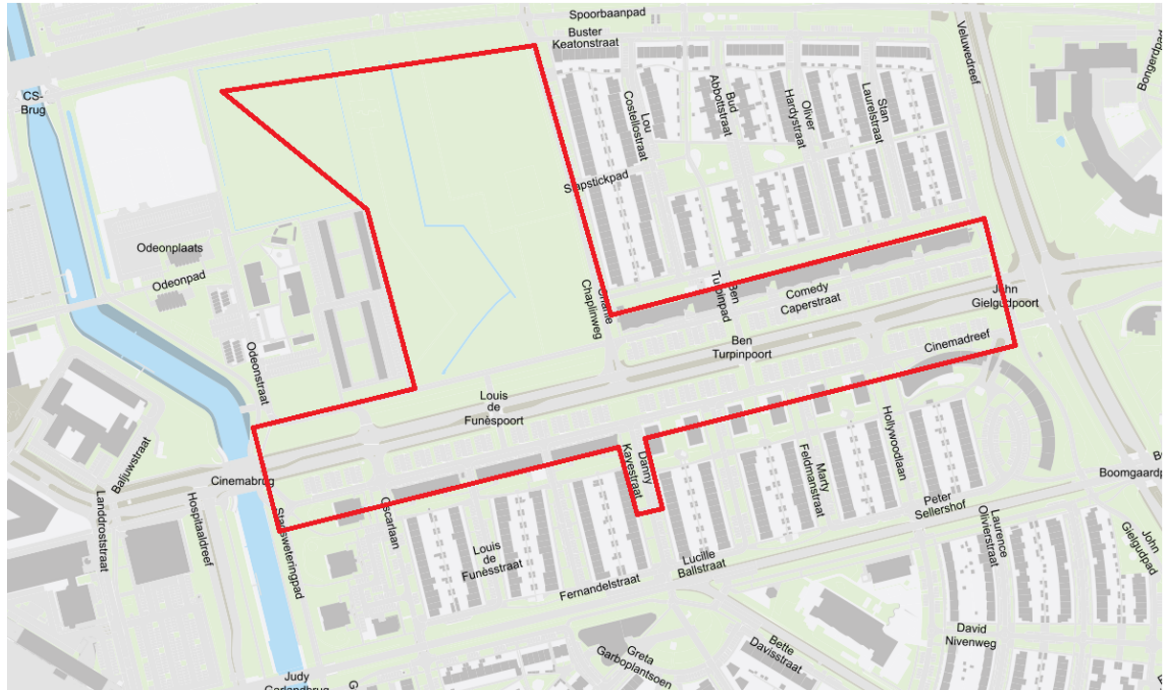 Spoorbaanpad
Buster
Keatonstraat
Veluwedreef
Bongerdpad
CS-
Brug
Lou
Costellostraat
Bud
Abbottstraat
Oliver
Hardystraat
Stan
Laurelstraat
Slapstickpad
Odeonplaats
Odeonpad
Charlie
Chaplinweg
Ben
Turpinpad
Comedy
Caperstraat
John
Gielgudpoort
Ben
Turpinpoort
Cinemadreef
Odeonstraat
Louis
de
Funèspoort
Baljuwstraat
Cinemabrug
Landdroststraat
Hospitaaldreef
Stadsweteringpad
Oscarlaan
Louis
de
Funèsstraat
Danny
Kayestraat
Marty
Feldmanstraat
Hollywoodlaan
Peter
Sellershof
Boomgaardp
Laurence
Olivierstraat
John
Gielgudpad
Lucille
Ballstraat
Fernandelstraat
David
Nivenweg
Bette
Davisstraat
Greta
Garboplantsoen
Judy
Garlandbrug